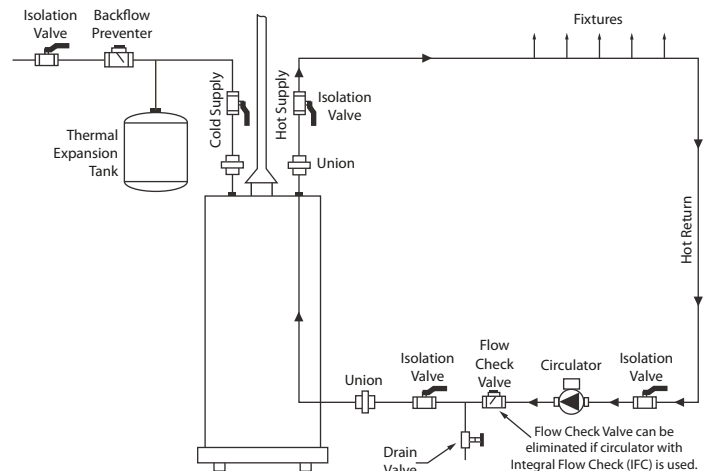 Isolation
Valve
Backflow
Preventer
Fixtures
Cold Supply
Hot Supply
Isolation
Valve
Thermal
Expansion
Tank
Union
Hot Return
Union
Isolation
Valve
Flow
Check
Valve
Circulator
Isolation
Valve
Drain
Valve
Flow Check Valve can be
eliminated if circulator with
Integral Flow Check (IFC) is used.